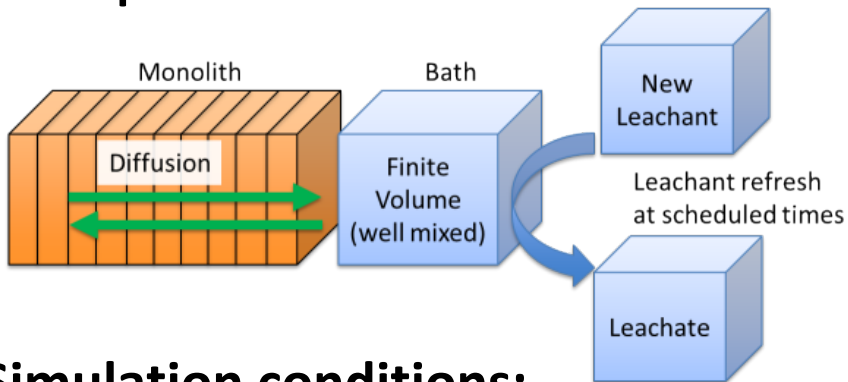 Monolith
Bath
New
Leachant
Diffusion
Finite
Volume
(well mixed)
Leachant refresh
at scheduled times
Leachate
Simulation conditions: